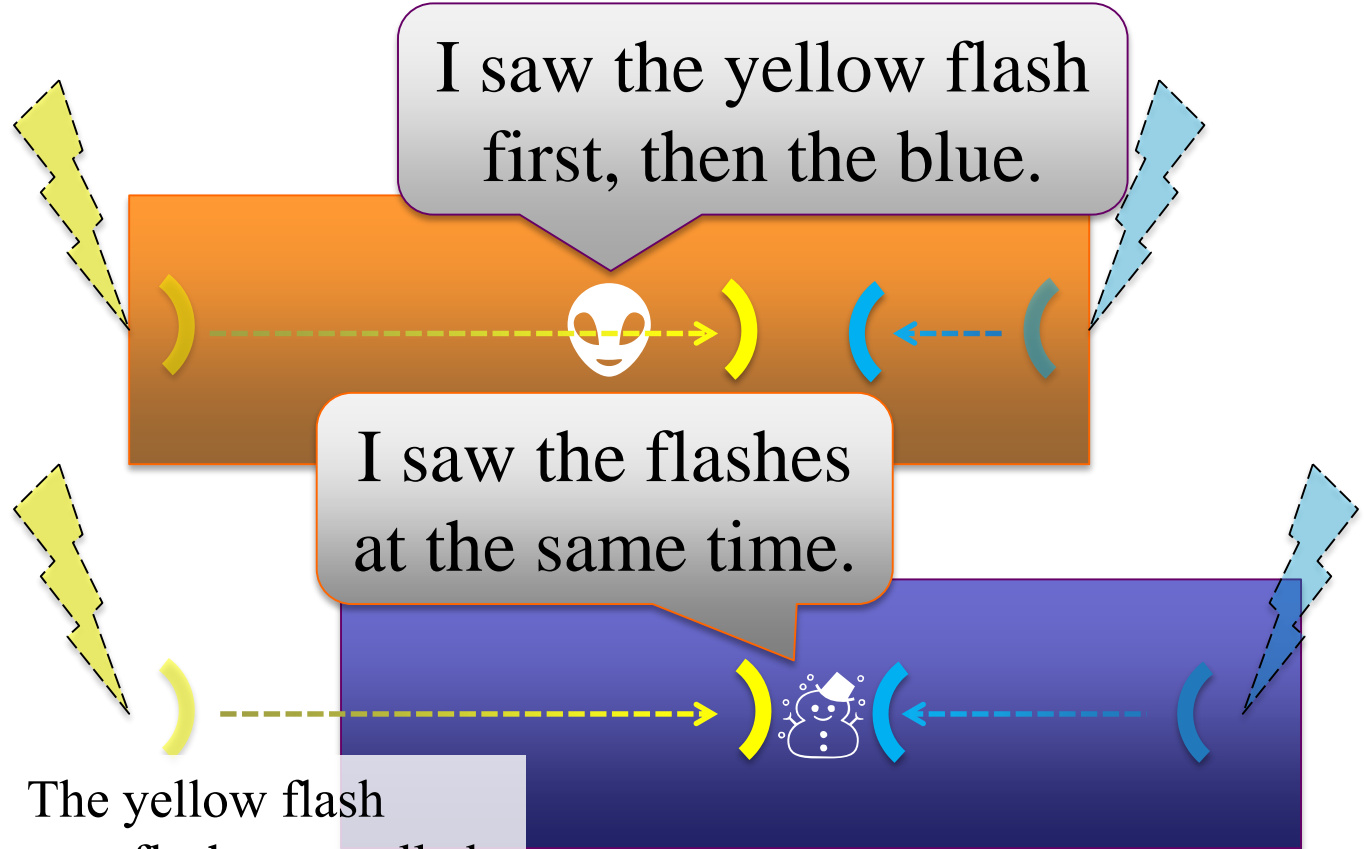 I saw the yellow flash
first, then the blue.
I saw the flashes
at the same time.
The yellow flash